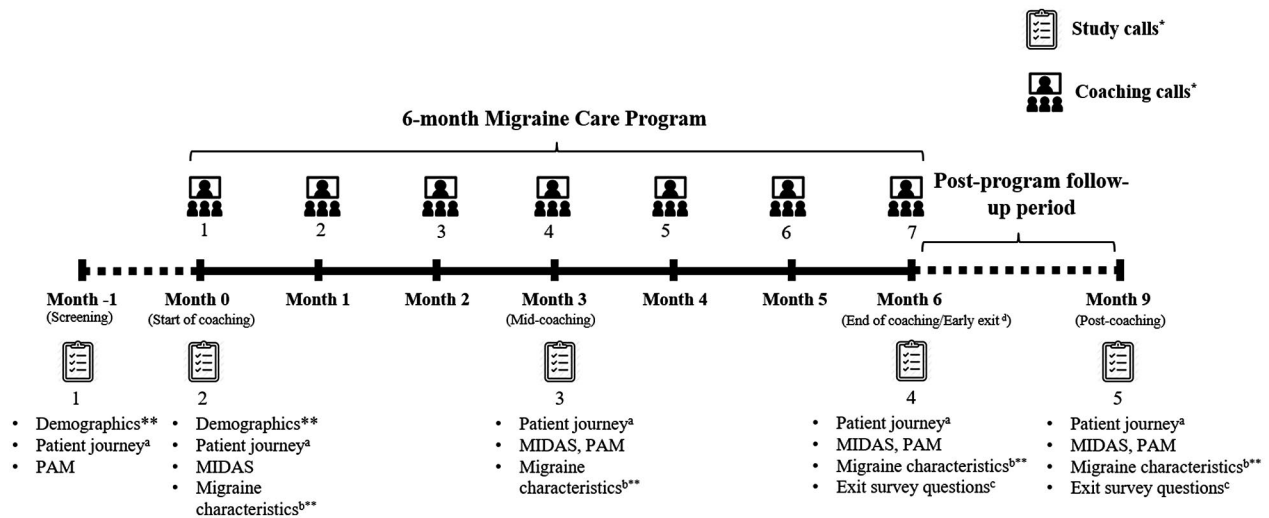 Study calls*
Coaching calls*
6-month Migraine Care Program
Post-program follow-
up period
1 2 3 4 5 6 7
Month -1 Month 0 Month 1 Month 2 Month 3 Month 4 Month 5 Month 6 Month 9
(Screening) (Start of coaching) (Mid-coaching) (End of coaching/Early exit ᵈ) (Post-coaching)
1
• Demographics**
• Patient journeyᵃ
• PAM
2
• Demographics**
• Patient journeyᵃ
• MIDAS
• Migraine
characteristicsᵇ**
3
• Patient journeyᵃ
• MIDAS, PAM
• Migraine
characteristicsᵇ**
4
• Patient journeyᵃ
• MIDAS, PAM
• Migraine characteristicsᵇ**
• Exit survey questionsᶜ
5
• Patient journeyᵃ
• MIDAS, PAM
• Migraine characteristicsᵇ**
• Exit survey questionsᶜ